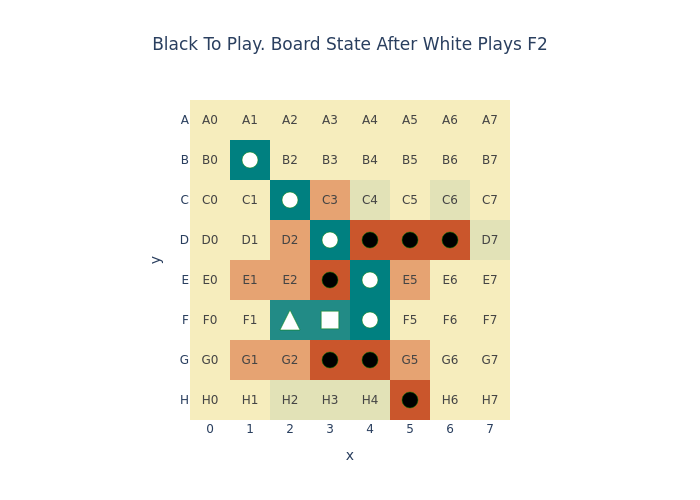 Black To Play. Board State After White Plays F2
A A0 A1 A2 A3 A4 A5 A6 A7
B B0 B2 B3 B4 B5 B6 B7
C C0 C1 C3 C4 C5 C6 C7
D D0 D1 D2 D7
y
E E0 E1 E2 E5 E6 E7
F F0 F1 F5 F6 F7
G G0 G1 G2 G5 G6 G7
H H0 H1 H2 H3 H4 H6 H7
0 1 2 3 4 5 6 7
x